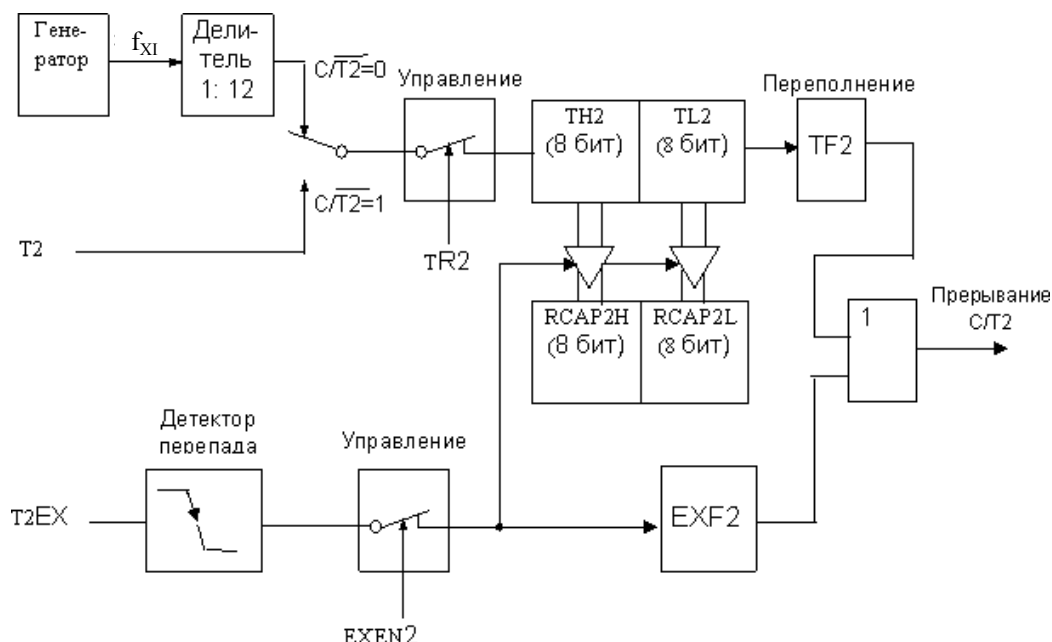 Гене-
ратор
f_XI
Дели-
тель
1: 12
C/T2=0
Управление
TH2
(8 бит)
TL2
(8 бит)
Переполнение
TF2
C/T2=1
T2
TR2
RCAP2H
(8 бит)
RCAP2L
(8 бит)
1
Прерывание
C/T2
Детектор
перепада
Управление
T2EX
EXF2
EXEN2